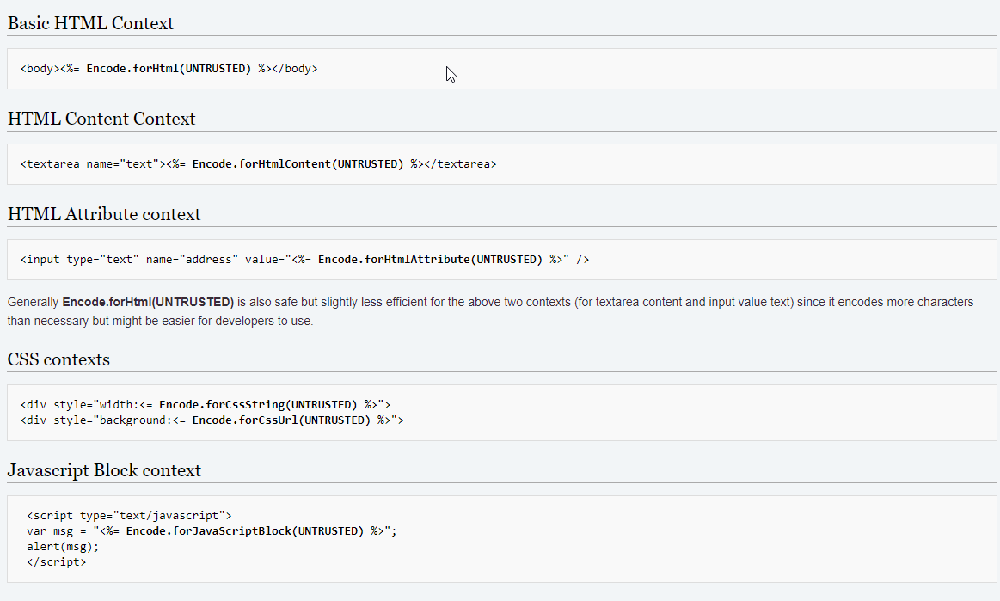 Basic HTML Context
<body><%= Encode.forHtml(UNTRUSTED) %></body>
HTML Content Context
<textarea name="text"><%= Encode.forHtmlContent(UNTRUSTED) %></textarea>
HTML Attribute context
<input type="text" name="address" value="<%= Encode.forHtmlAttribute(UNTRUSTED) %>" />
Generally Encode.forHtml(UNTRUSTED) is also safe but slightly less efficient for the above two contexts (for textarea content and input value text) since it encodes more characters
than necessary but might be easier for developers to use.
CSS contexts
<div style="width:<= Encode.forCssString(UNTRUSTED) %>">
<div style="background:<= Encode.forCssUrl(UNTRUSTED) %>">
Javascript Block context
<script type="text/javascript">
var msg = "<%= Encode.forJavaScriptBlock(UNTRUSTED) %>";
alert(msg);
</script>